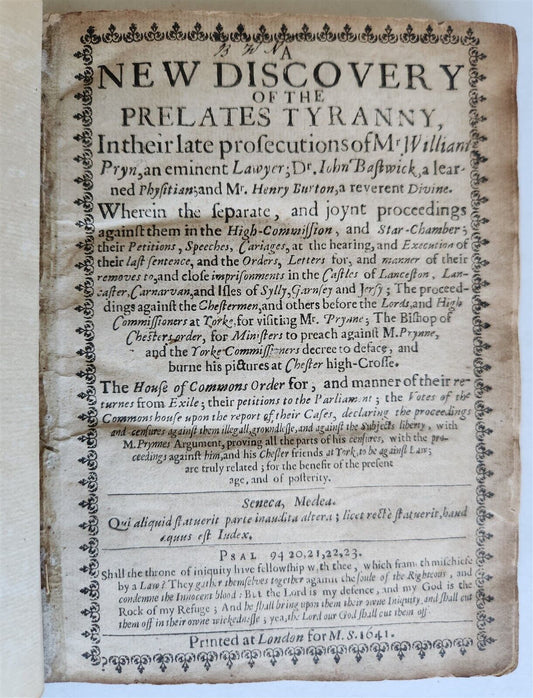 A
NEW DISCOVERY
OF THE
PRELATES TYRANNY,
In their late prosecutions of Mr William
Pryn, an eminent Lawyer; Dr. Iohn Bastwick, a lear-
ned Physitian; and Mr. Henry Burton, a reverent Divine.
Wherein the separate, and joynt proceedings
against them in the High-Commission, and Star-Chamber;
their Petitions, Speeches, Cariages, at the hearing, and Execution of
their last sentence, and the Orders, Letters for, and manner of their
removes to, and close imprisonments in the Castles of Lanceston, Lan-
caster, Carnarvan, and Isles of Sylly, Garnsey and Jersy; The proceed-
dings against the Chestermen, and others before the Lords, and High
Commissioners at Yorke, for visiting Mr. Prynne; The Bishop of
Chesters order, for Ministers to preach against M. Prynne,
and the Yorke-Commissioners decree to deface, and
burne his pictures at Chester high-Crosse.
The House of Commons Order for, and manner of their re-
turnes from Exile; their petitions to the Parliament; the Votes of the
Commons house upon the report of their Cases, declaring the proceedings
and censures against them illegall, groundlesse, and against the Subjects liberty, with
M. Prynnes Argument, proving all the parts of his censures, with the pro-
ceedings against him, and his Chester friends at York, to be against Law;
are truly related; for the benefit of the present
age, and of posterity.
Seneca, Medea.
Qui aliquid statuerit parte inaudita altera; licet rectè statuerit, haud
æquus est Iudex.
PSAL 94 20,21,22,23.
Shall the throne of iniquity have fellowship with thee, which frameth mischiefe
by a Law? They gather themselves together against the soule of the Righteous, and
condemne the Innocent blood: But the Lord is my defence, and my God is the
Rock of my Refuge; And he shall bring upon them their owne Iniquity, and shall cut
them off in their owne wickednesse; yea, the Lord our God shall cut them off.
Printed at London for M. S. 1641.